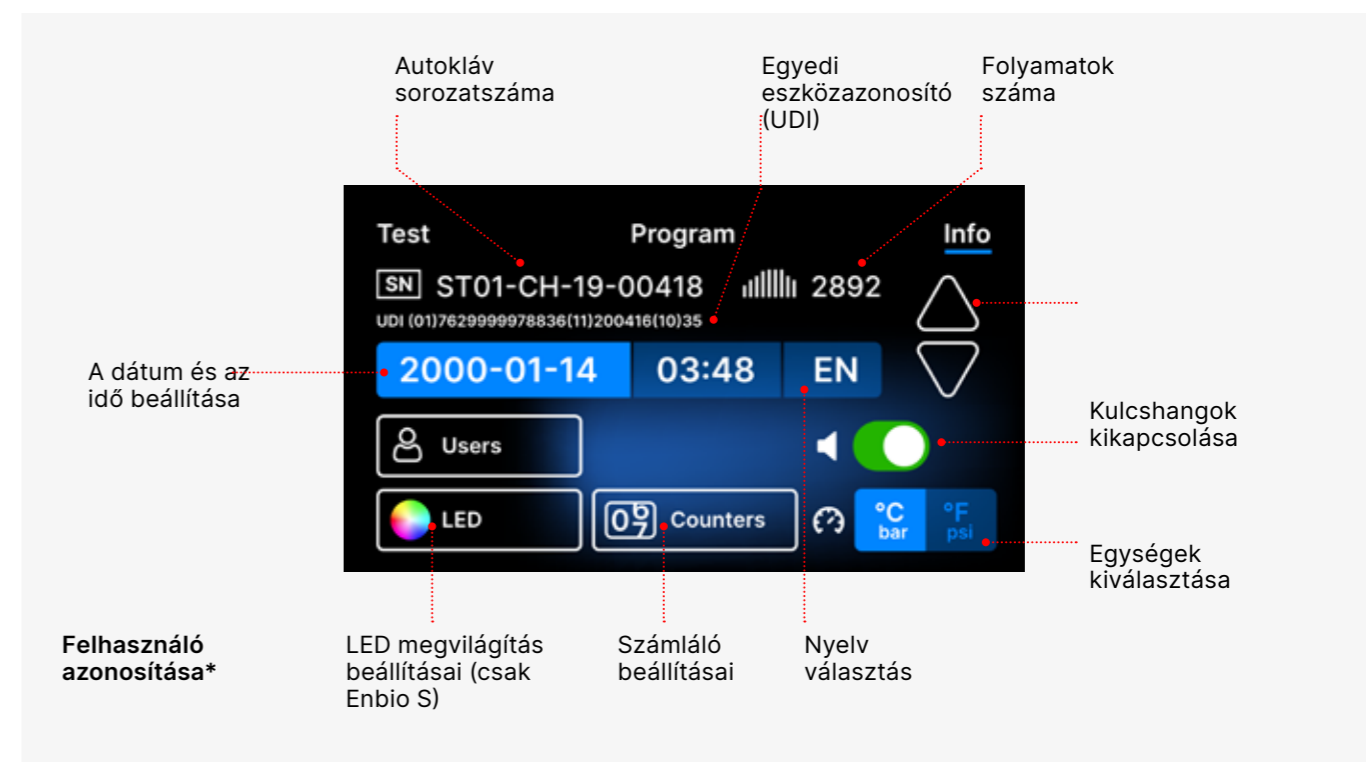 Autokláv
sorozatszáma
Egyedi
eszközazonosító
(UDI)
Folyamatok
száma
Test
Program
Info
SN ST01-CH-19-00418
2892
UDI (01)7629999978836(11)200416(10)35
A dátum és az
idő beállítása
2000-01-14
03:48
EN
Kulcshangok
kikapcsolása
Users
LED
07 Counters
°C
bar
°F
psi
Egységek
kiválasztása
Felhasználó
azonosítása*
LED megvilágítás
beállításai (csak
Enbio S)
Számláló
beállításai
Nyelv
választás